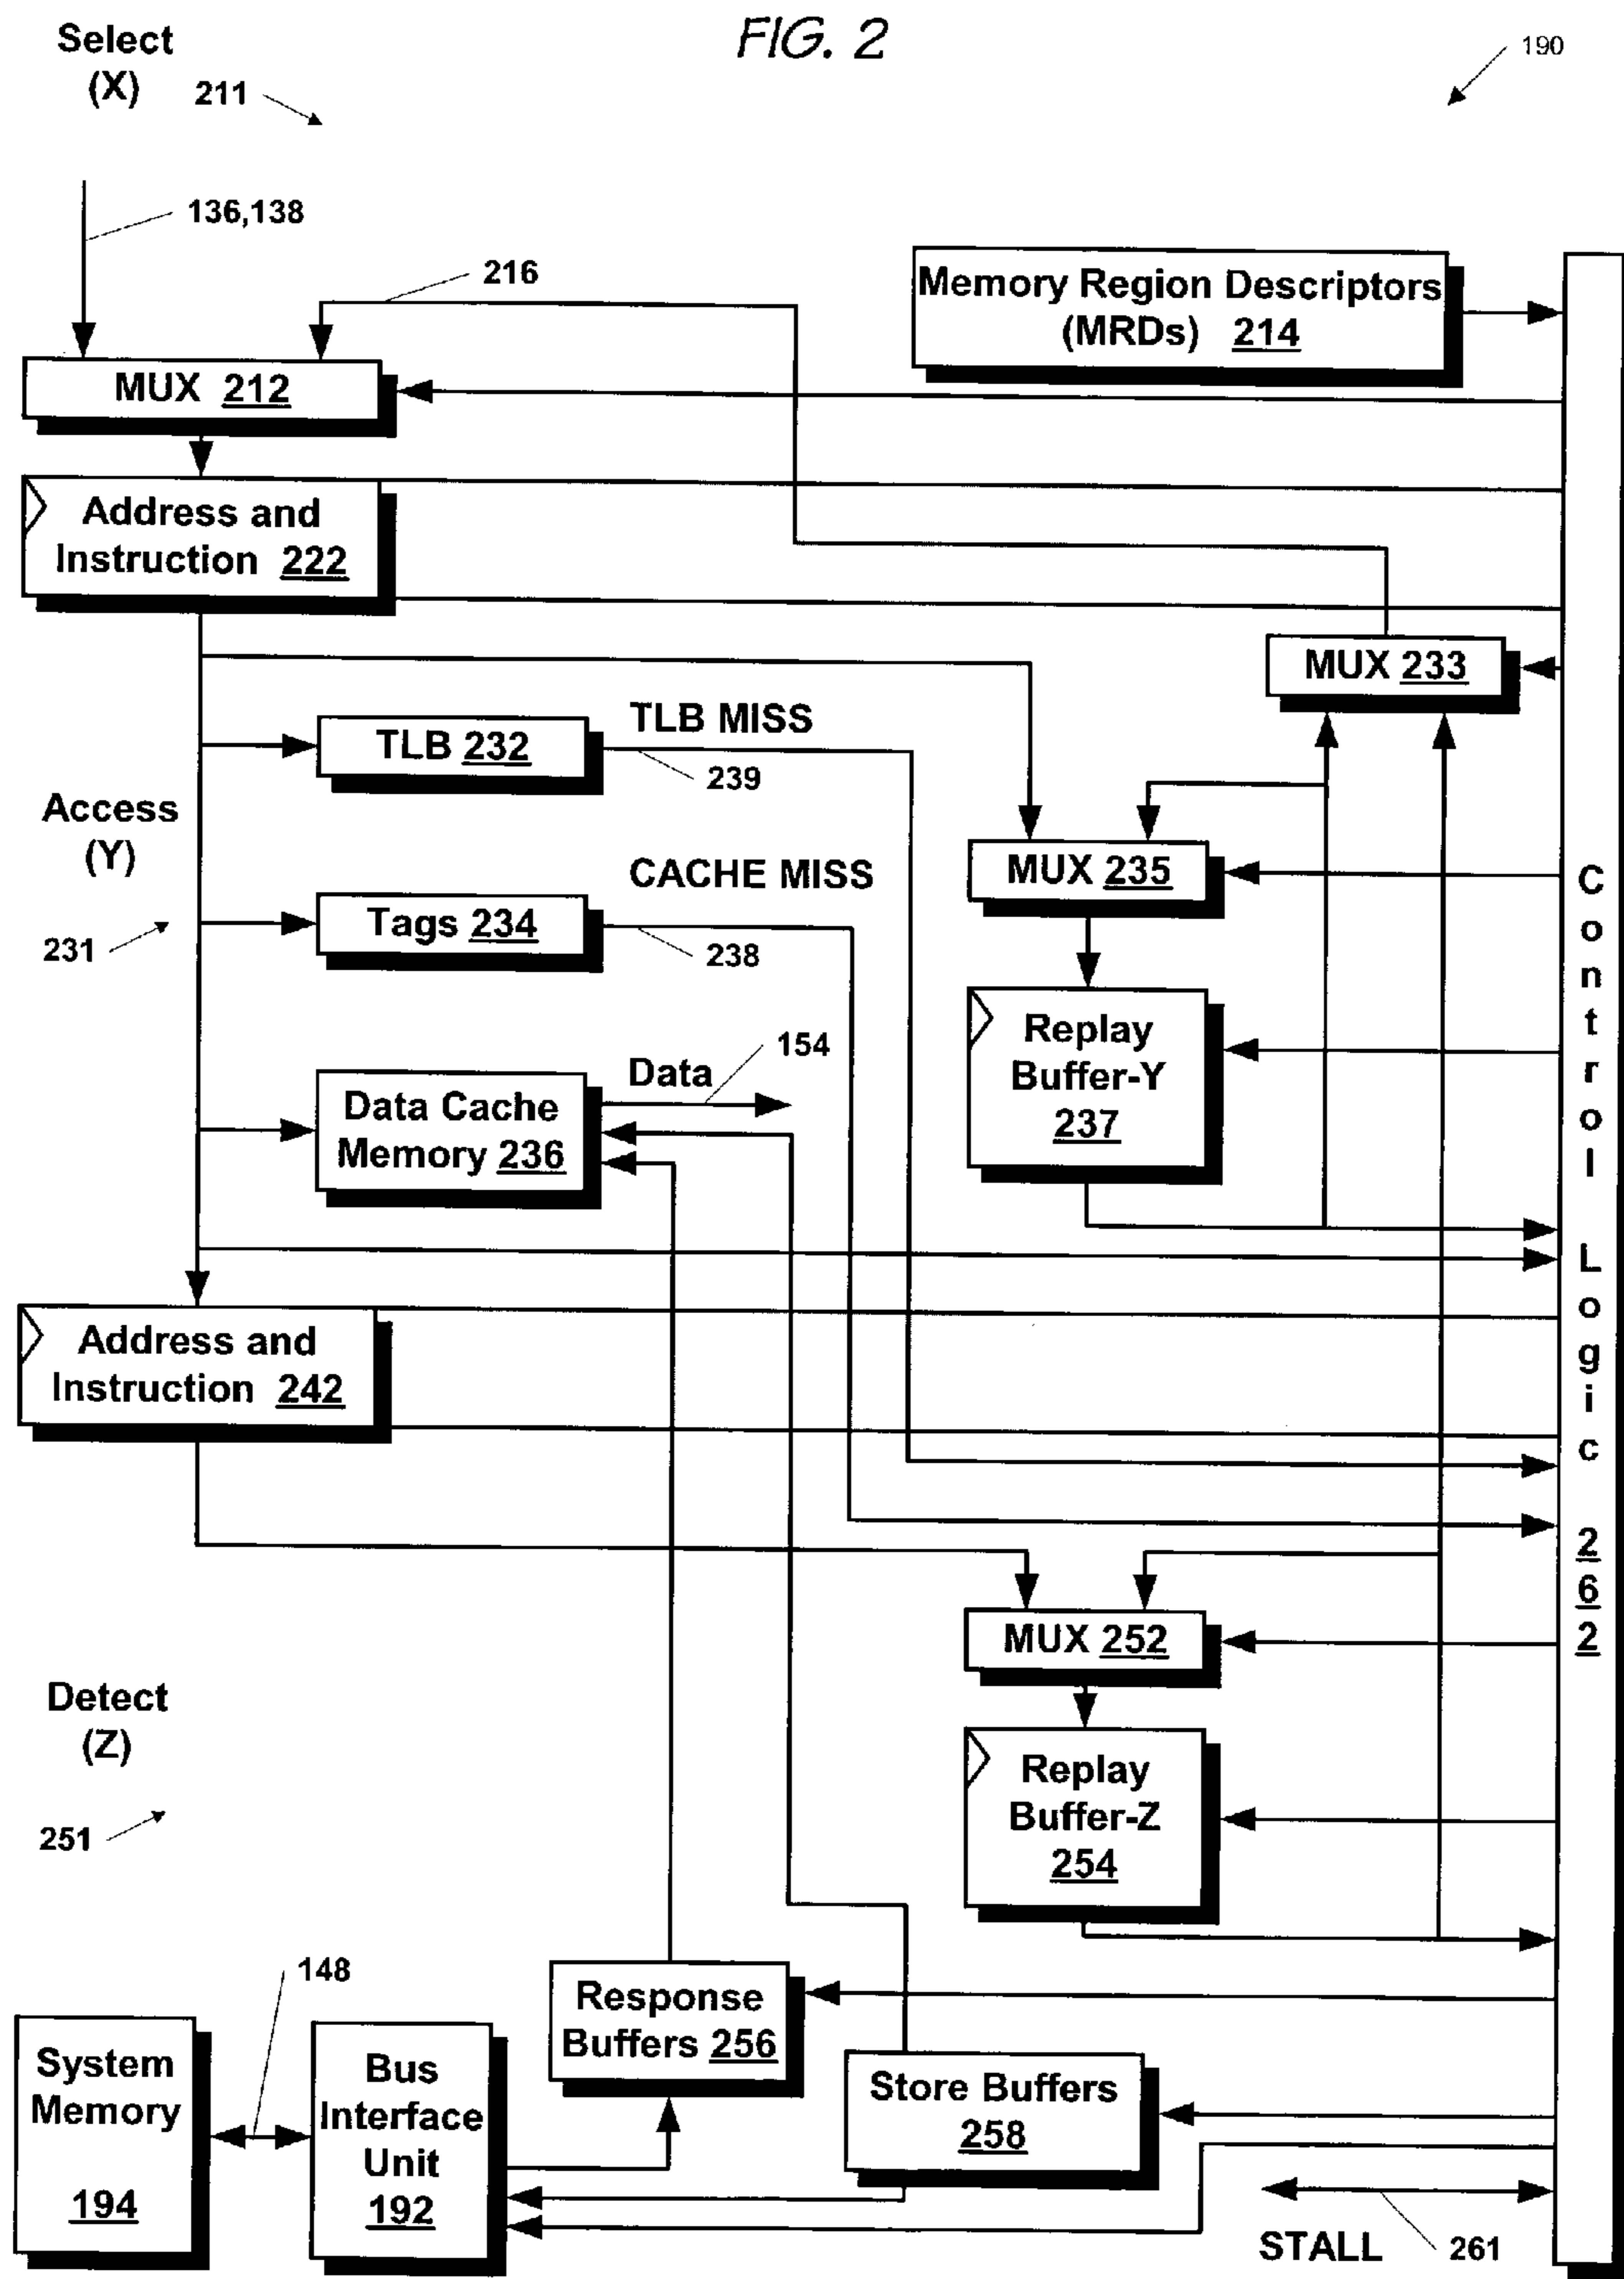 FIG. 2
Select
(X)
211
190
136,138
216
Memory Region Descriptors
(MRDs) 214
MUX 212
Address and
Instruction 222
MUX 233
TLB MISS
TLB 232
239
Access
(Y)
MUX 235
CACHE MISS
Tags 234
231
238
Replay
Buffer-Y
237
154
Data
Data Cache
Memory 236
Control Logic 262
Address and
Instruction 242
MUX 252
Detect
(Z)
Replay
Buffer-Z
254
251
148
Response
Buffers 256
System
Memory
194
Bus
Interface
Unit
192
Store Buffers
258
STALL
261